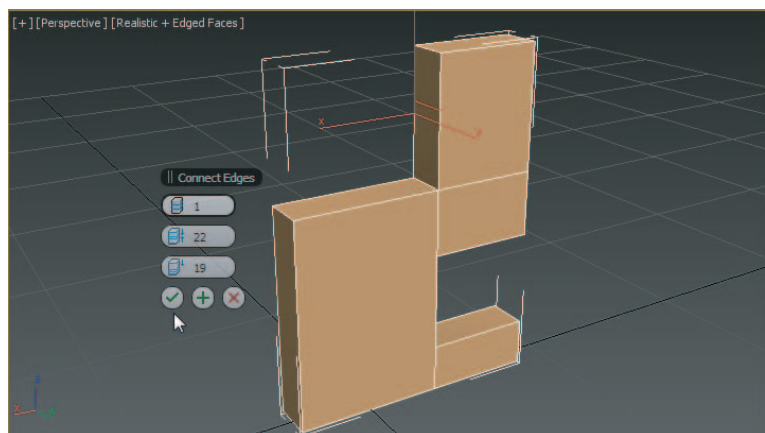 [+][Perspective][Realistic + Edged Faces]
Connect Edges
1
22
19
x
x